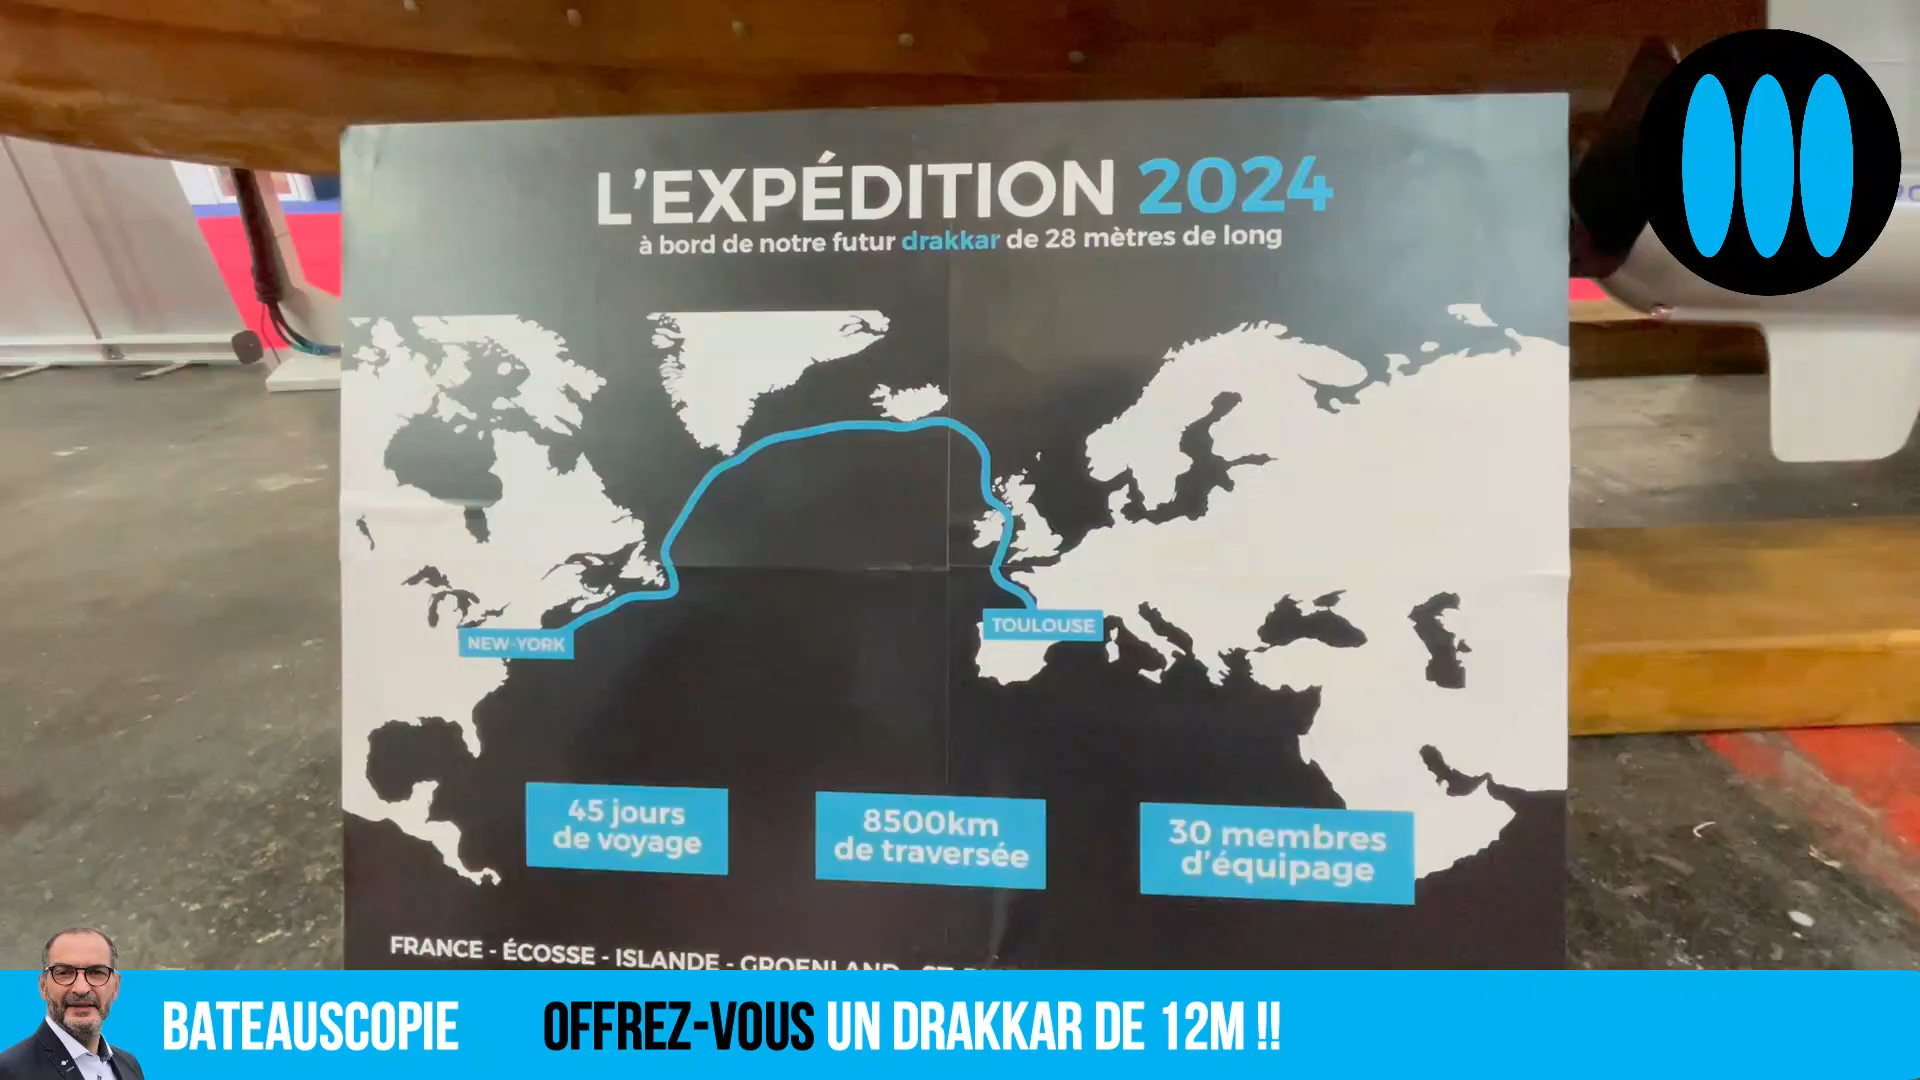 L'EXPÉDITION 2024
à bord de notre futur drakkar de 28 mètres de long
NEW-YORK
TOULOUSE
45 jours
de voyage
8500km
de traversée
30 membres
d'équipage
FRANCE - ÉCOSSE - ISLANDE - GROENLAND -
BATEAUSCOPIE
OFFREZ-VOUS UN DRAKKAR DE 12M !!